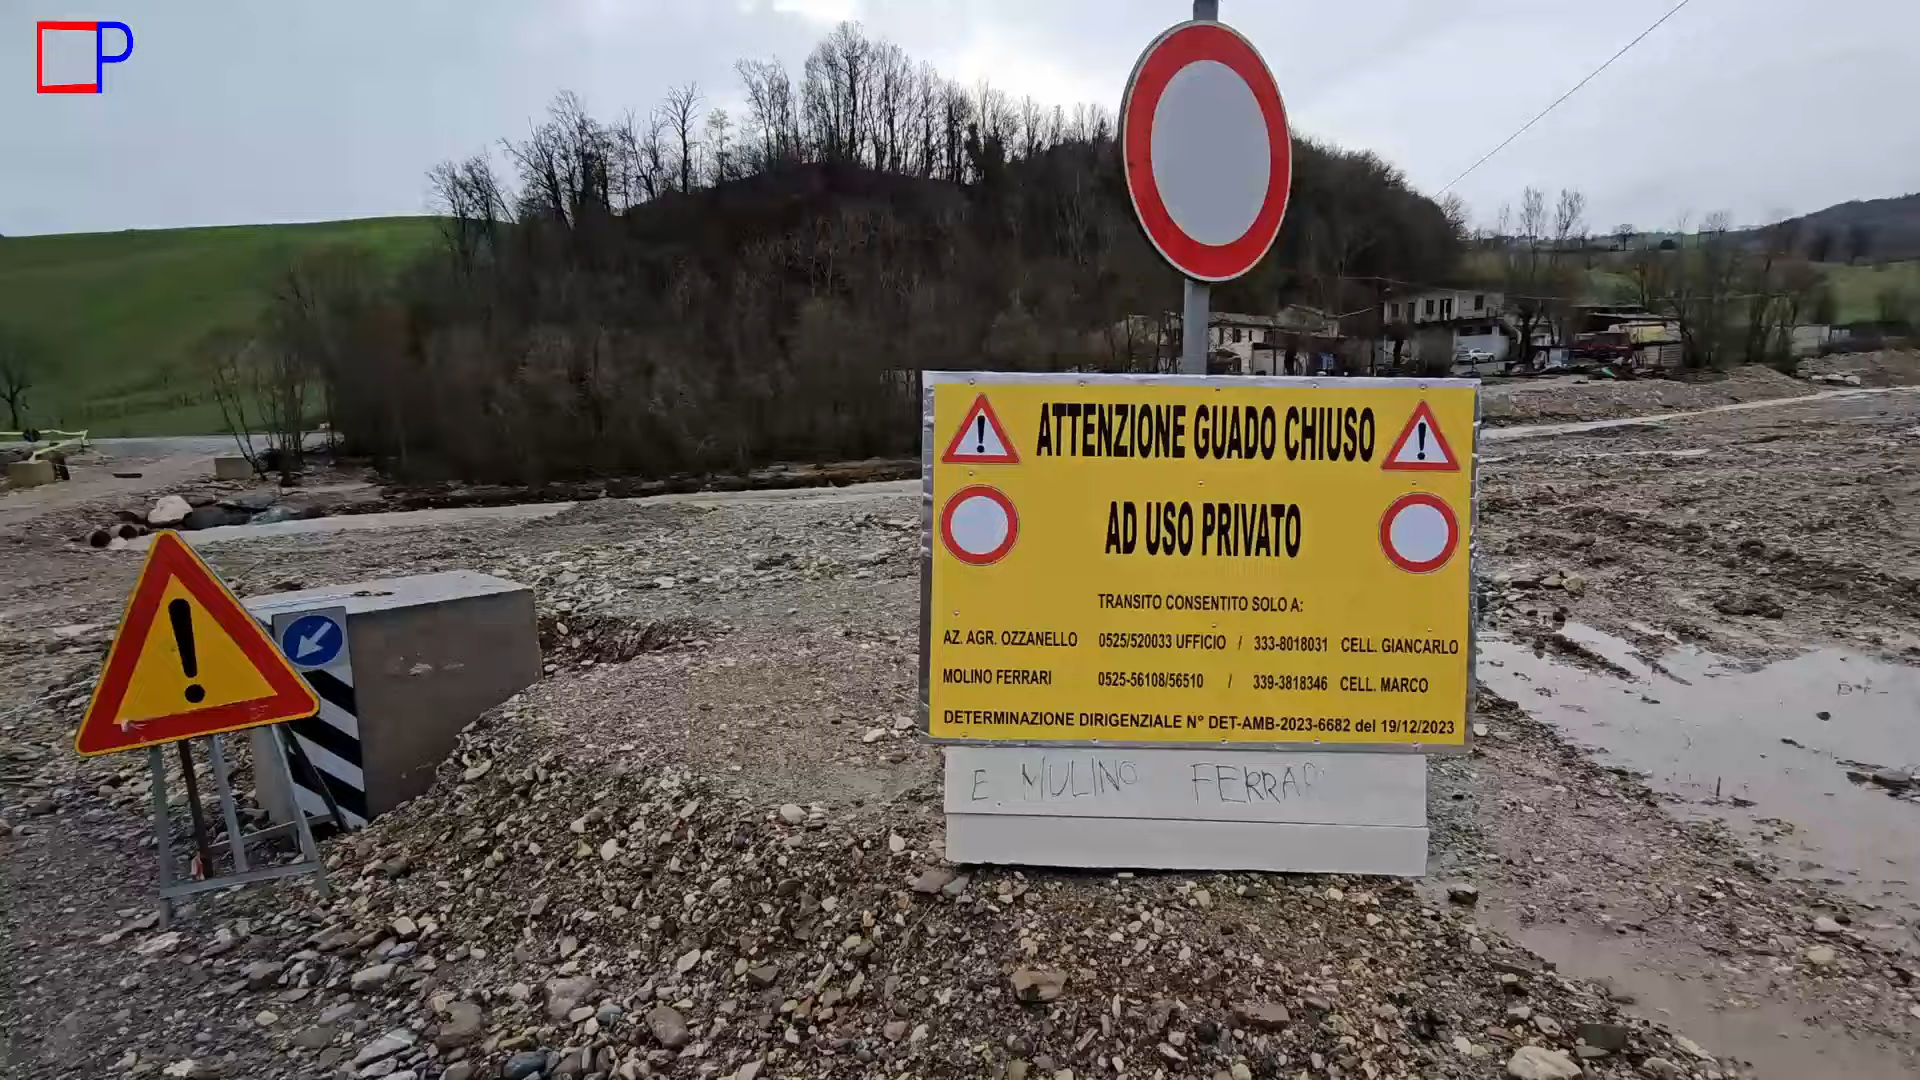 P
ATTENZIONE GUADO CHIUSO
AD USO PRIVATO
TRANSITO CONSENTITO SOLO A:
AZ. AGR. OZZANELLO 0525/520033 UFFICIO / 333-8018031 CELL. GIANCARLO
MOLINO FERRARI 0525-56108/56510 / 339-3818346 CELL. MARCO
DETERMINAZIONE DIRIGENZIALE N° DET-AMB-2023-6682 del 19/12/2023
E MULINO FERRAR